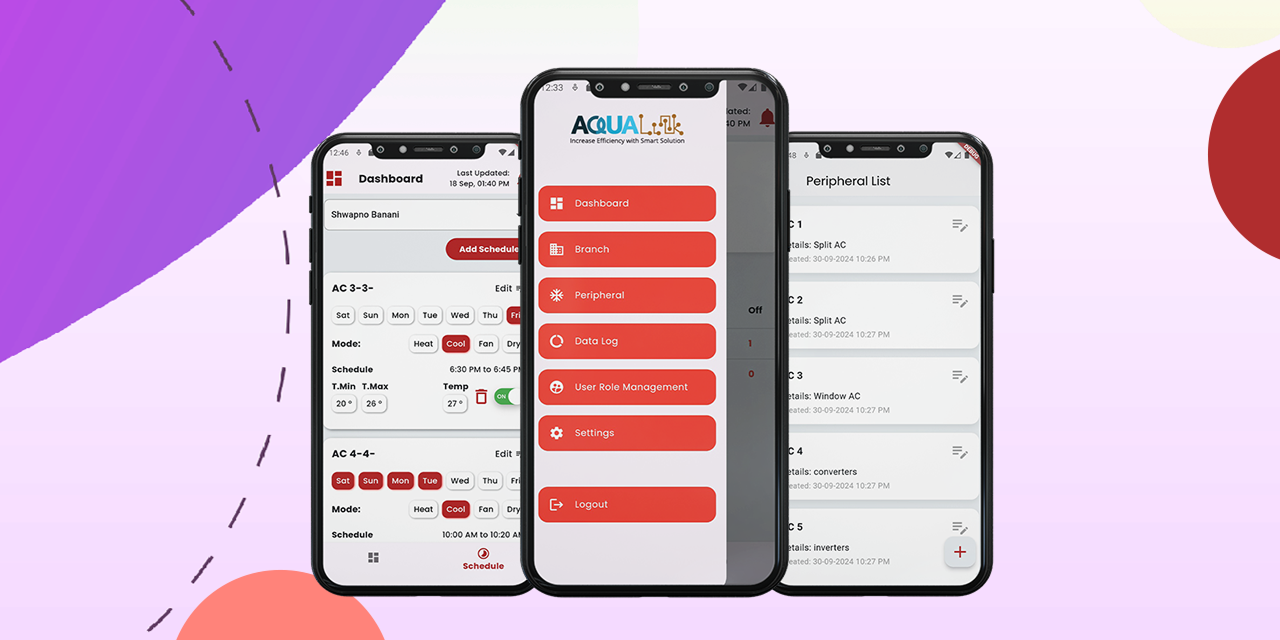 12:46
Dashboard
Last Updated:
18 Sep, 01:40 PM
Shwapno Banani
Add Schedule
AC 3-3-
Edit
Sat Sun Mon Tue Wed Thu Fri
Mode: Heat Cool Fan Dry
Schedule 6:30 PM to 6:45 PM
T.Min T.Max Temp
20 ° 26 ° 27 ° ON
AC 4-4-
Edit
Sat Sun Mon Tue Wed Thu Fri
Mode: Heat Cool Fan Dry
Schedule 10:00 AM to 10:20 AM
Schedule
12:33
AQUALink
Increase Efficiency with Smart Solution
Dashboard
Branch
Peripheral
Data Log
User Role Management
Settings
Logout
dated:
40 PM
Off
1
0
48
Peripheral List
C 1
etails: Split AC
eated: 30-09-2024 10:26 PM
C 2
etails: Split AC
eated: 30-09-2024 10:27 PM
C 3
etails: Window AC
eated: 30-09-2024 10:27 PM
C 4
etails: converters
eated: 30-09-2024 10:27 PM
C 5
etails: inverters
eated: 30-09-2024 10:27 PM